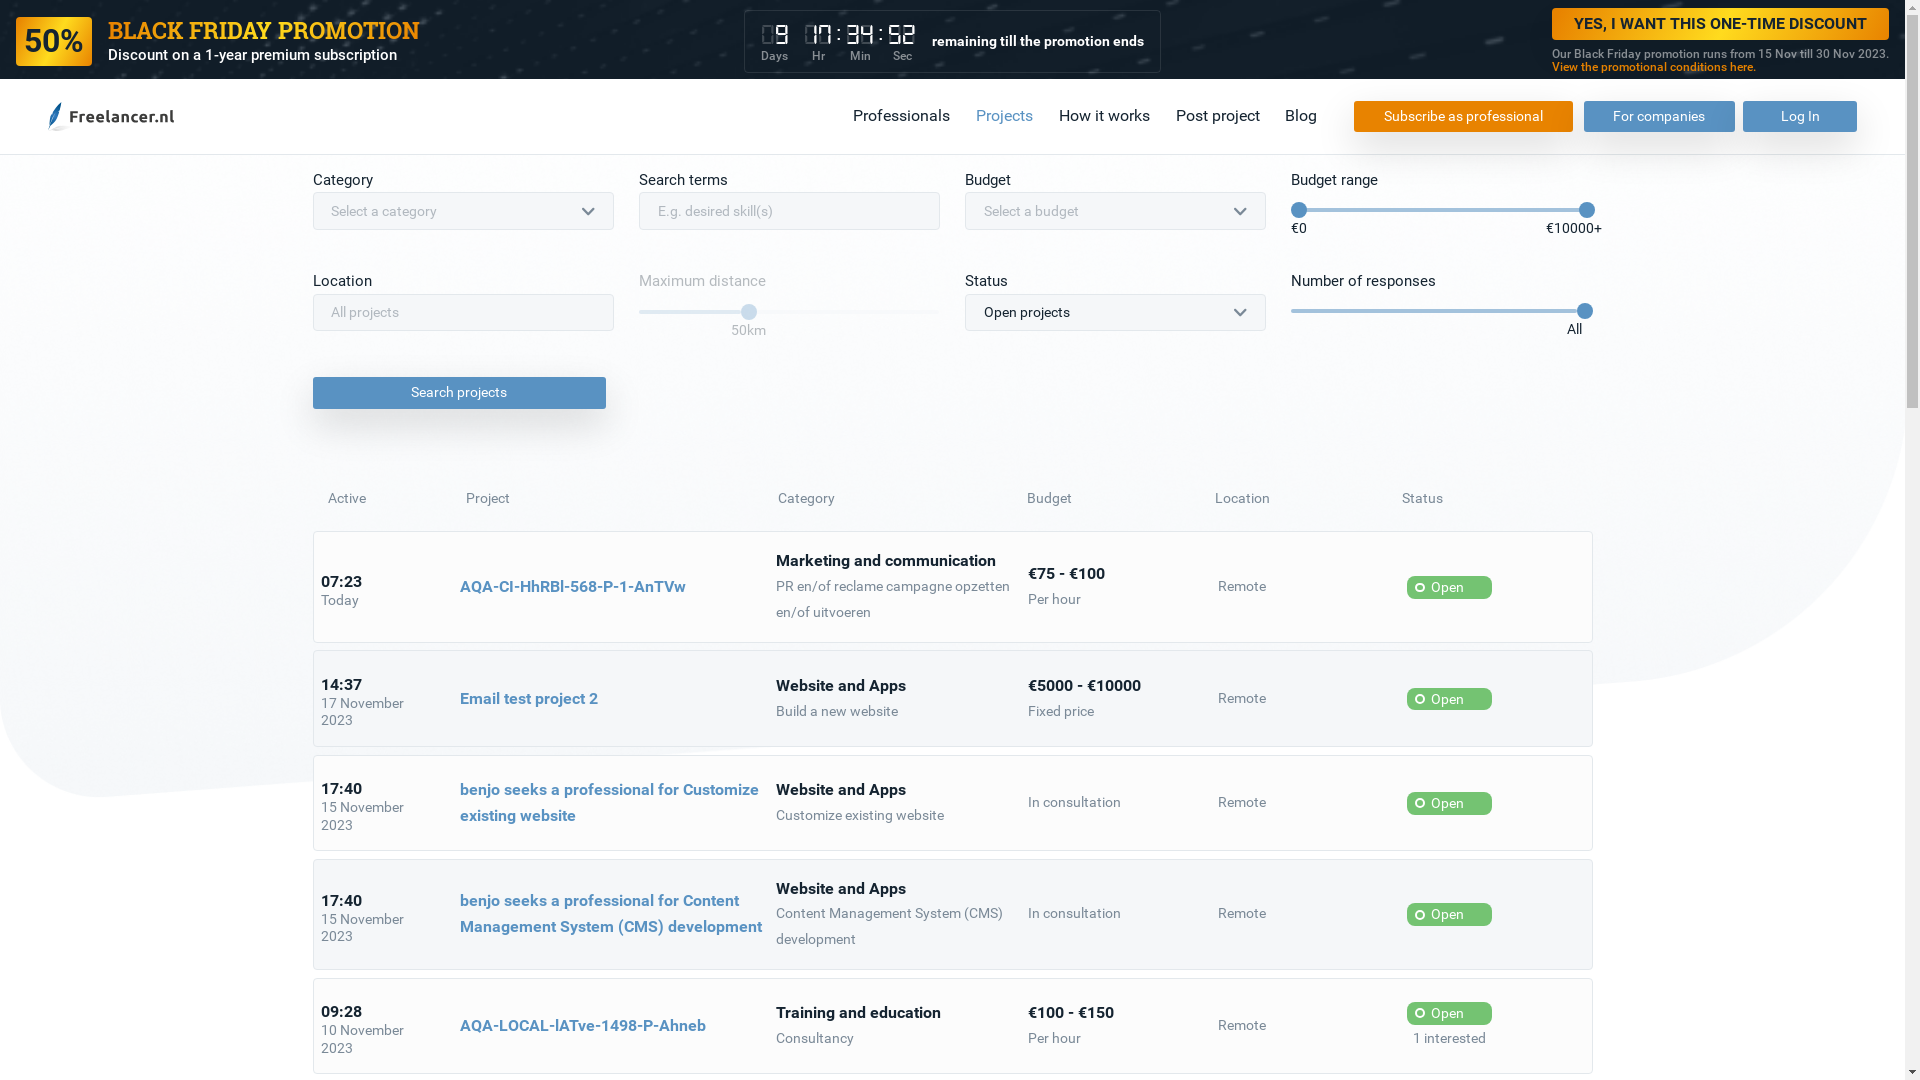 50%
BLACK FRIDAY PROMOTION
Discount on a 1-year premium subscription
9 17:34:52
Days Hr Min Sec
remaining till the promotion ends
YES, I WANT THIS ONE-TIME DISCOUNT
Our Black Friday promotion runs from 15 Nov till 30 Nov 2023.
View the promotional conditions here.
Freelancer.nl
Professionals Projects How it works Post project Blog Subscribe as professional For companies Log In
Category Search terms Budget Budget range
Select a category E.g. desired skill(s) Select a budget
€0 €10000+
Location Maximum distance Status Number of responses
All projects Open projects
50km All
Search projects
Active Project Category Budget Location Status
07:23
Today
AQA-CI-HhRBl-568-P-1-AnTVw
Marketing and communication
PR en/of reclame campagne opzetten
en/of uitvoeren
€75 - €100
Per hour
Remote
Open
14:37
17 November
2023
Email test project 2
Website and Apps
Build a new website
€5000 - €10000
Fixed price
Remote
Open
17:40
15 November
2023
benjo seeks a professional for Customize
existing website
Website and Apps
Customize existing website
In consultation
Remote
Open
17:40
15 November
2023
benjo seeks a professional for Content
Management System (CMS) development
Website and Apps
Content Management System (CMS)
development
In consultation
Remote
Open
09:28
10 November
2023
AQA-LOCAL-lATve-1498-P-Ahneb
Training and education
Consultancy
€100 - €150
Per hour
Remote
Open
1 interested